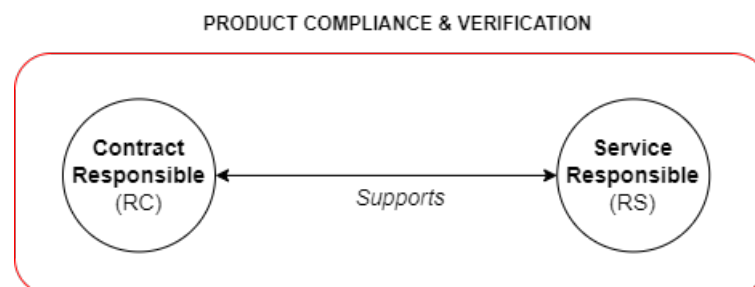 PRODUCT COMPLIANCE & VERIFICATION
Contract
Responsible
(RC)
Supports
Service
Responsible
(RS)